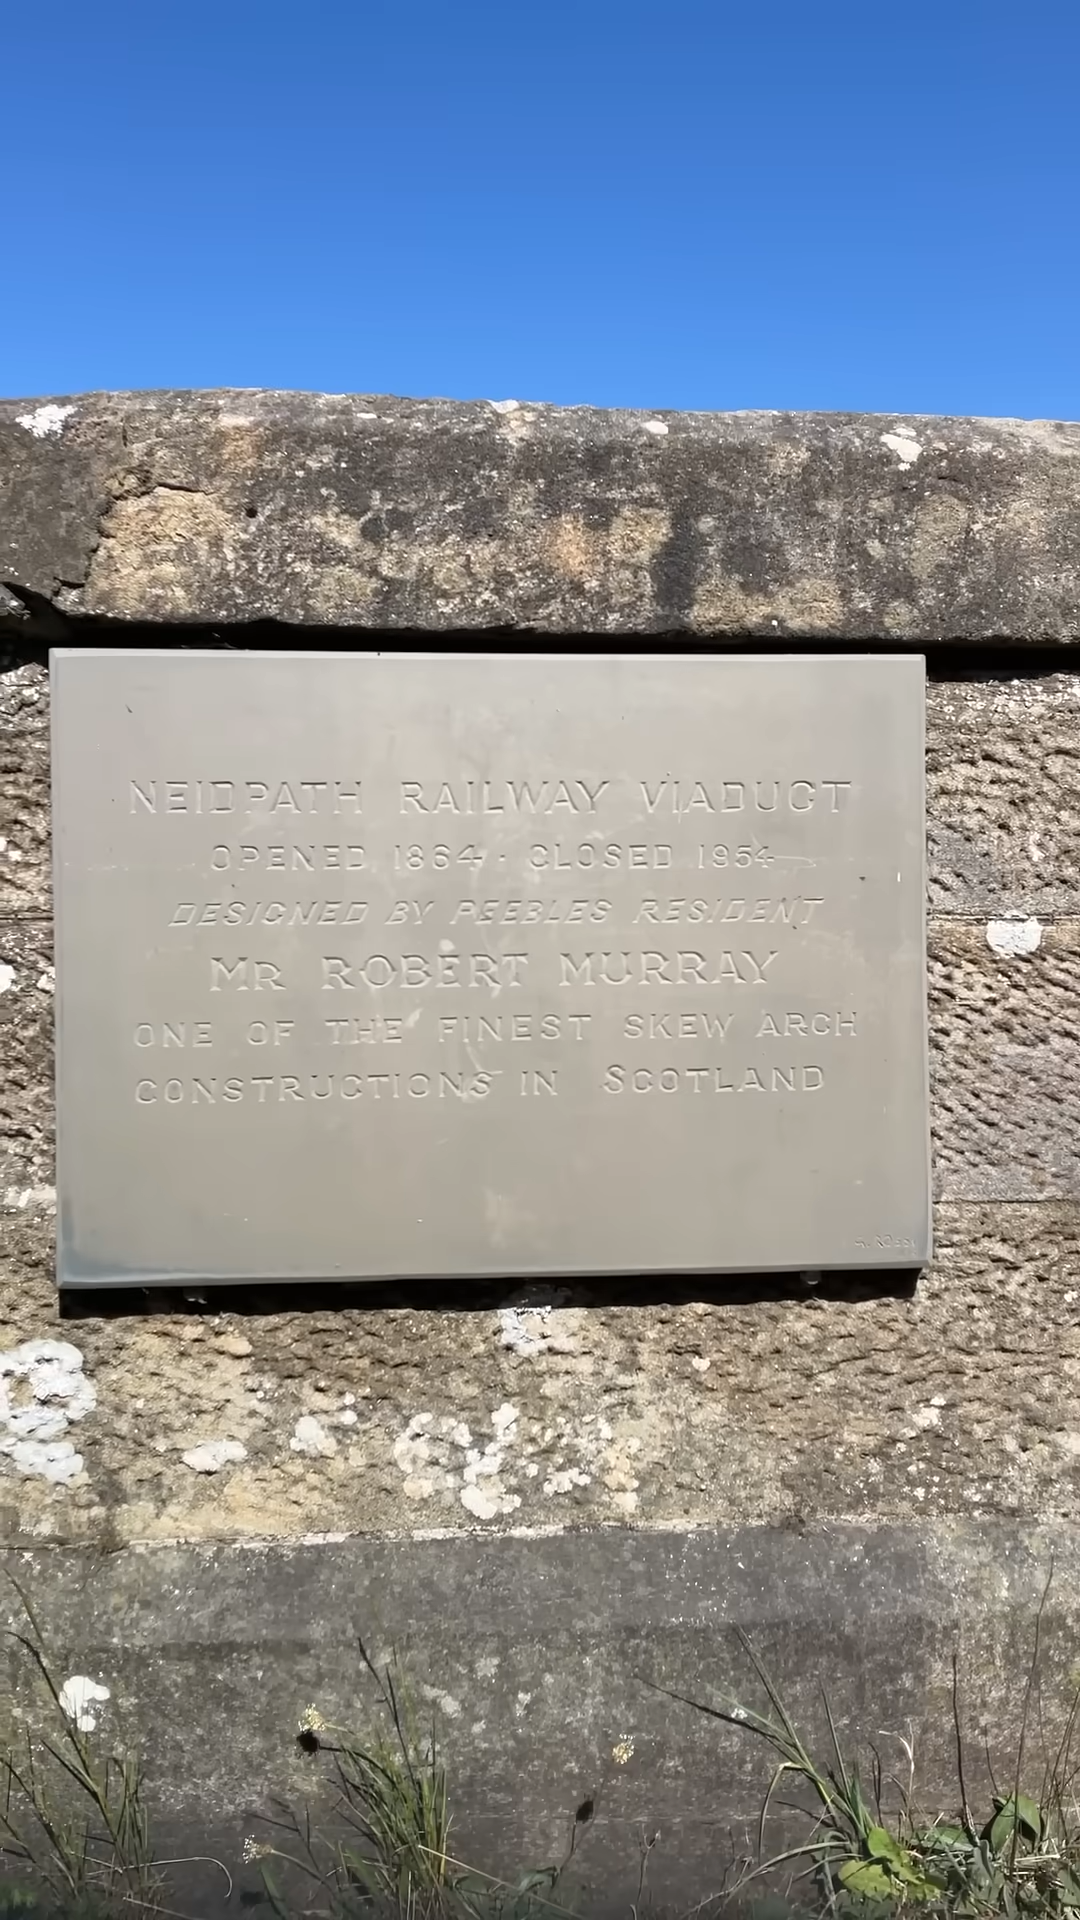 NEIDPATH RAILWAY VIADUCT
OPENED 1864 · CLOSED 1954
DESIGNED BY PEEBLES RESIDENT
MR ROBERT MURRAY
ONE OF THE FINEST SKEW ARCH
CONSTRUCTIONS IN SCOTLAND